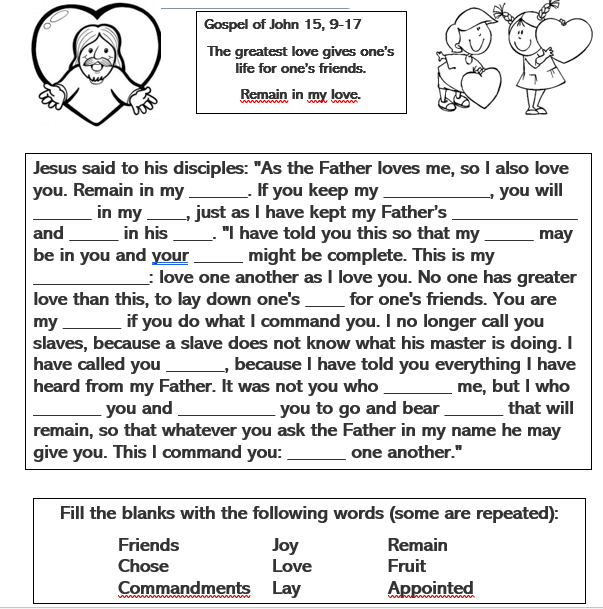 Gospel of John 15, 9-17
The greatest love gives one's
life for one's friends.
Remain in my love.
Jesus said to his disciples: "As the Father loves me, so I also love
you. Remain in my ______. If you keep my ___________, you will
______ in my ____, just as I have kept my Father's _____________
and _____ in his ____. "I have told you this so that my _____ may
be in you and your _____ might be complete. This is my
____________: love one another as I love you. No one has greater
love than this, to lay down one's ____ for one's friends. You are
my ______ if you do what I command you. I no longer call you
slaves, because a slave does not know what his master is doing. I
have called you ______, because I have told you everything I have
heard from my Father. It was not you who _______ me, but I who
_______ you and __________ you to go and bear ______ that will
remain, so that whatever you ask the Father in my name he may
give you. This I command you: ______ one another."
Fill the blanks with the following words (some are repeated):
Friends Joy Remain
Chose Love Fruit
Commandments Lay Appointed